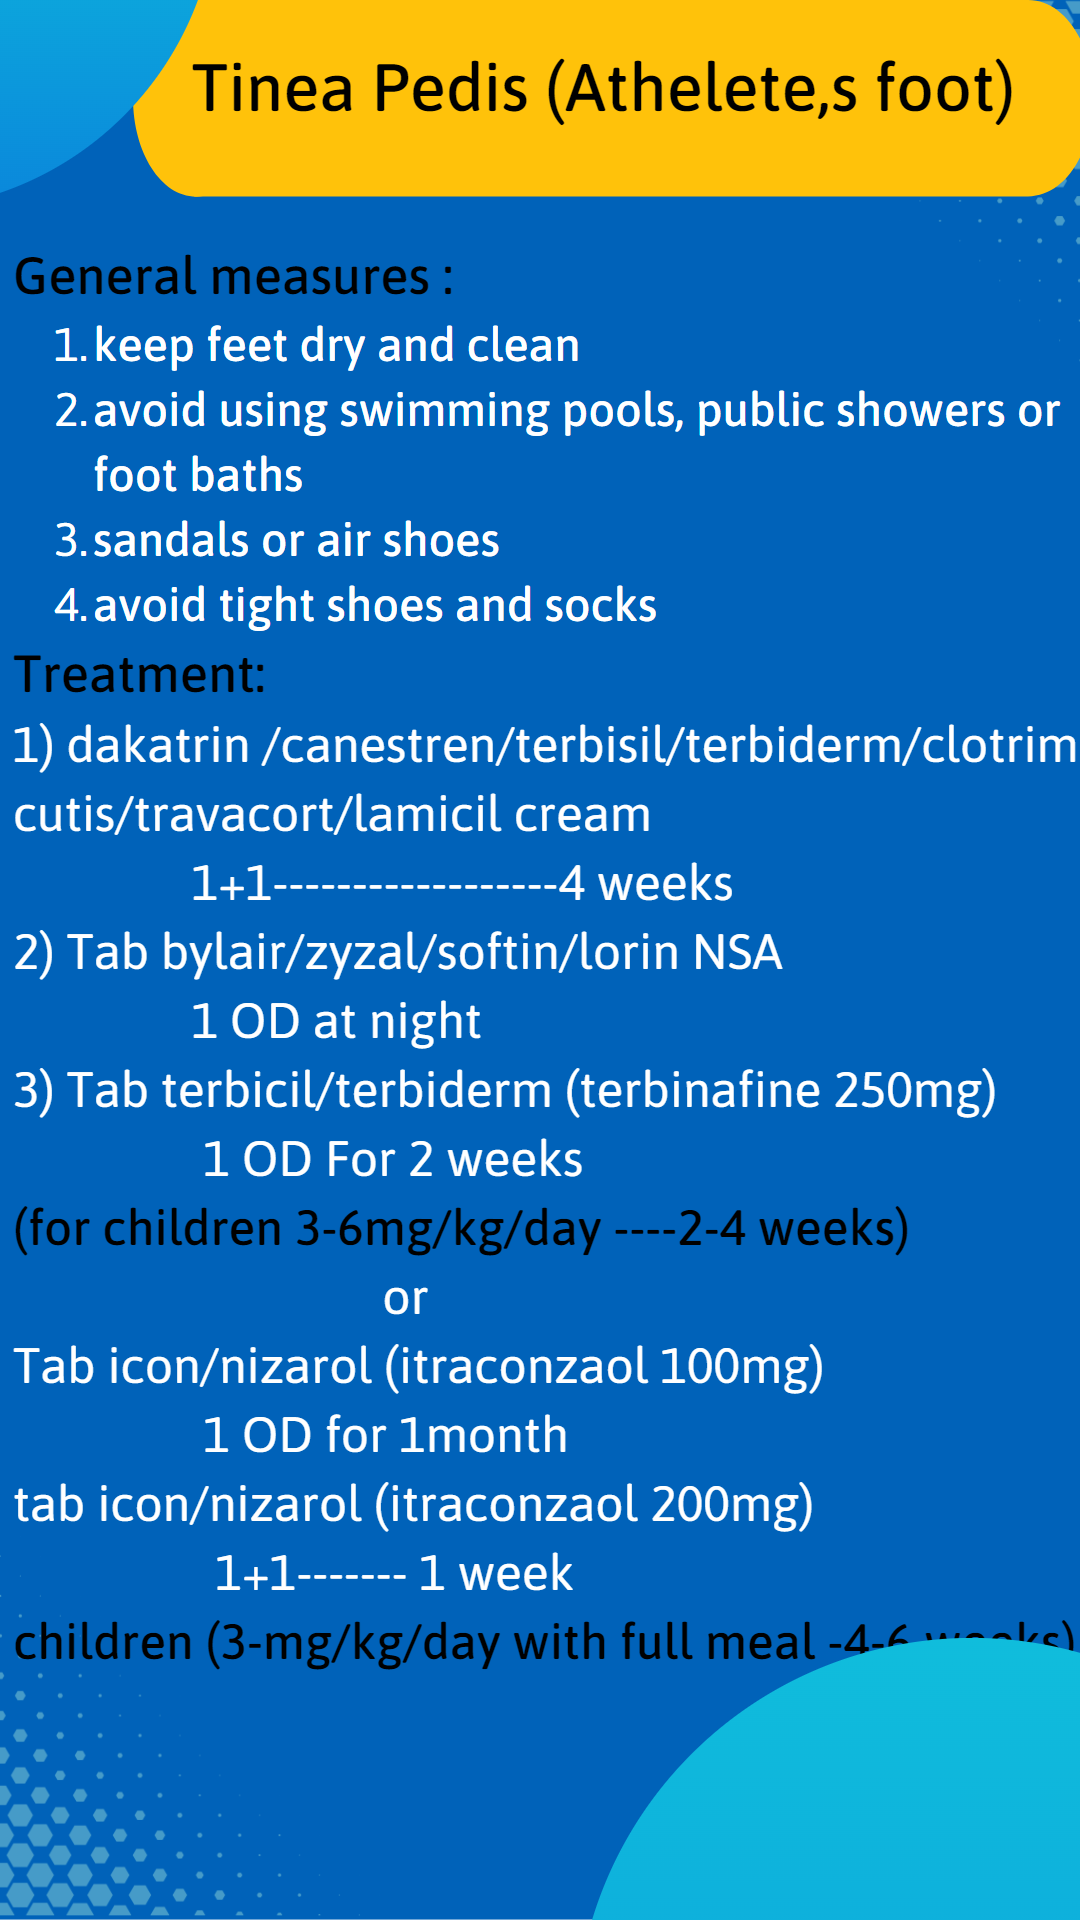 Tinea Pedis (Athelete,s foot)
General measures :
1. keep feet dry and clean
2. avoid using swimming pools, public showers or
foot baths
3. sandals or air shoes
4. avoid tight shoes and socks
Treatment:
1) dakatrin /canestren/terbisil/terbiderm/clotrim
cutis/travacort/lamicil cream
1+1------------------4 weeks
2) Tab bylair/zyzal/softin/lorin NSA
1 OD at night
3) Tab terbicil/terbiderm (terbinafine 250mg)
1 OD For 2 weeks
(for children 3-6mg/kg/day ----2-4 weeks)
or
Tab icon/nizarol (itraconzaol 100mg)
1 OD for 1month
tab icon/nizarol (itraconzaol 200mg)
1+1------- 1 week
children (3-mg/kg/day with full meal -4-6 weeks)